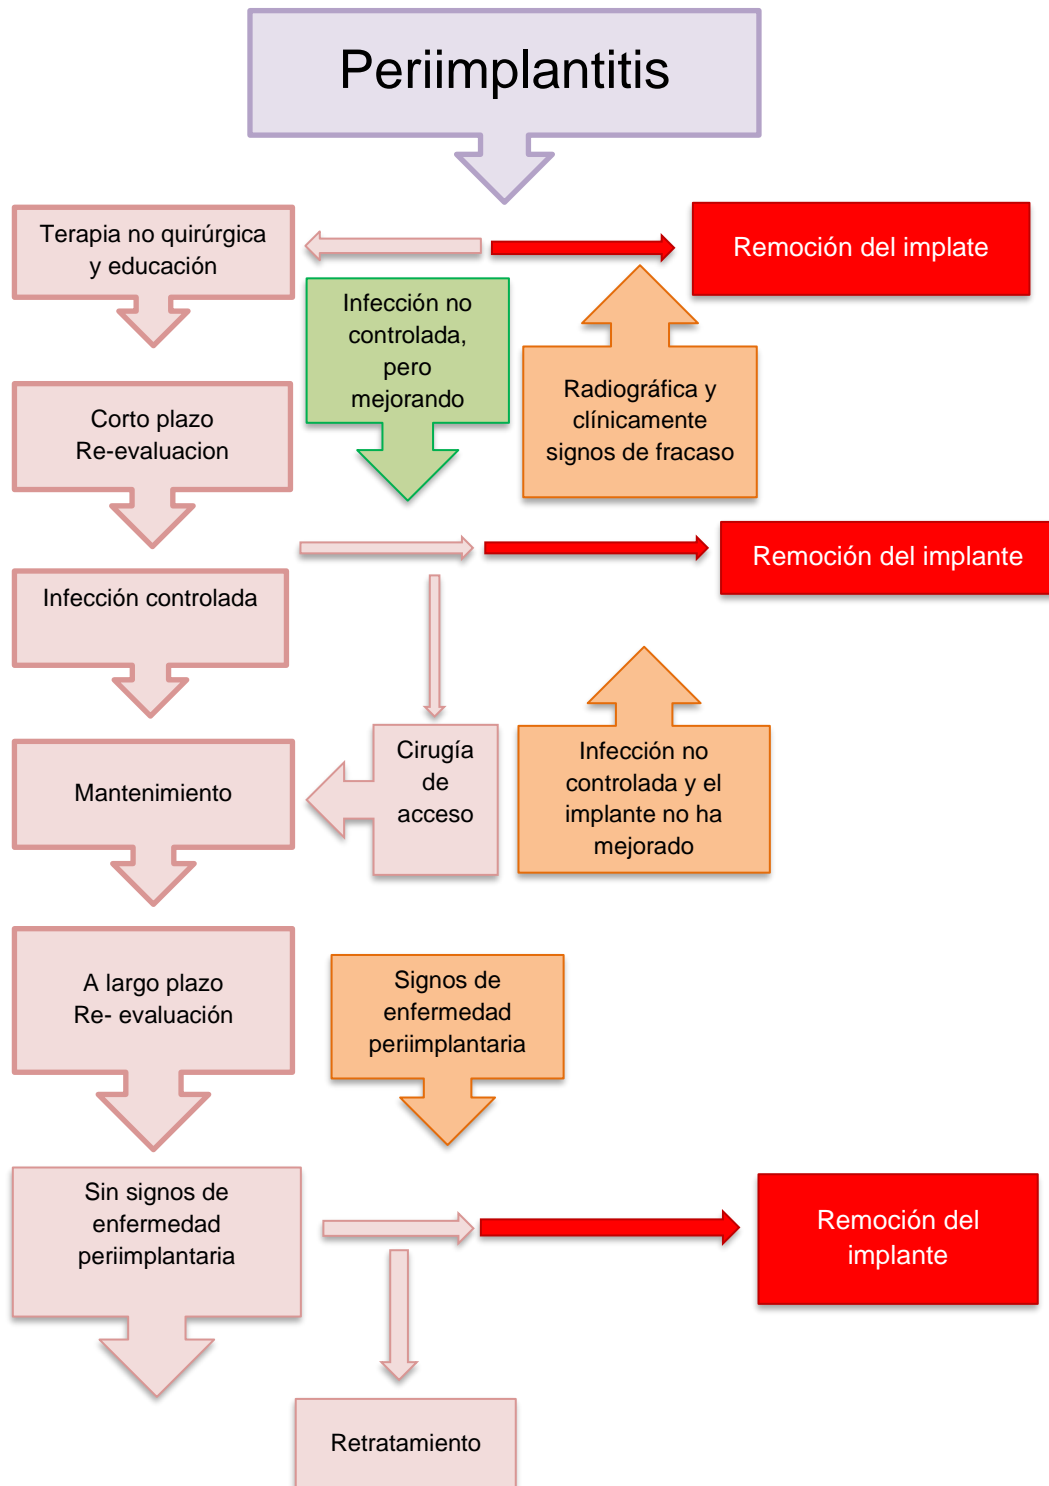 Periimplantitis
Terapia no quirúrgica
y educación
Remoción del implate
Infección no
controlada,
pero
mejorando
Radiográfica y
clínicamente
signos de fracaso
Corto plazo
Re-evaluacion
Remoción del implante
Infección controlada
Mantenimiento
Cirugía
de
acceso
Infección no
controlada y el
implante no ha
mejorado
A largo plazo
Re- evaluación
Signos de
enfermedad
periimplantaria
Sin signos de
enfermedad
periimplantaria
Remoción del
implante
Retratamiento